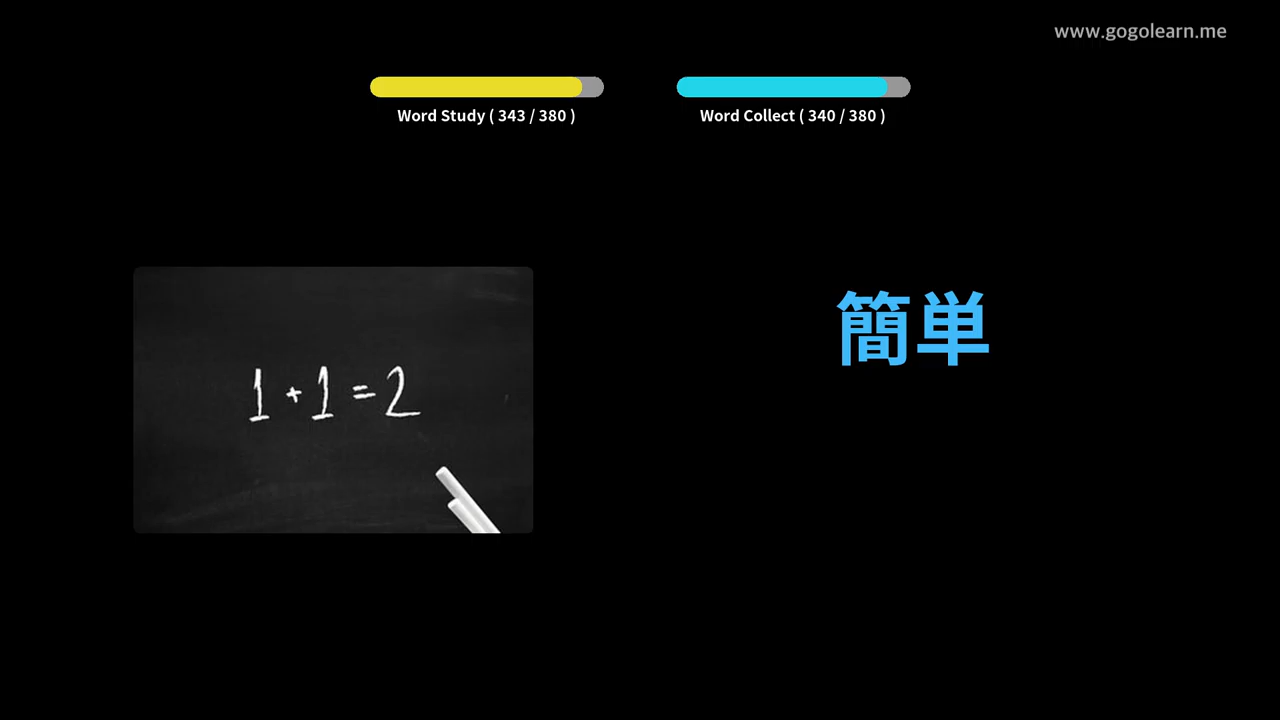 www.gogolearn.me
Word Study ( 343 / 380 )
Word Collect ( 340 / 380 )
簡単
1 + 1 = 2